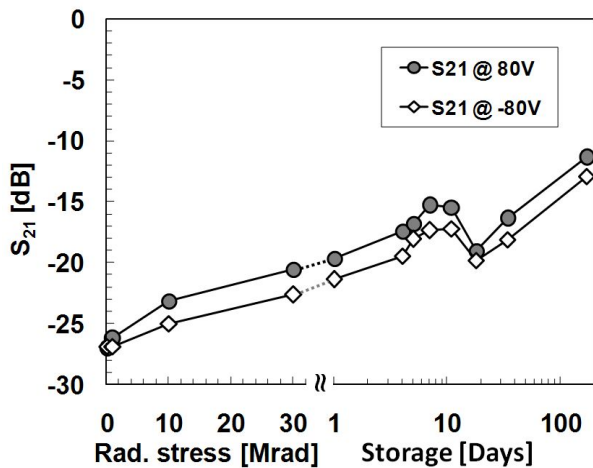 0
-5
-10
-15
-20
-25
-30
S21 [dB]
S21 @ 80V
S21 @ -80V
0 10 20 30 1 10 100
Rad. stress [Mrad] Storage [Days]